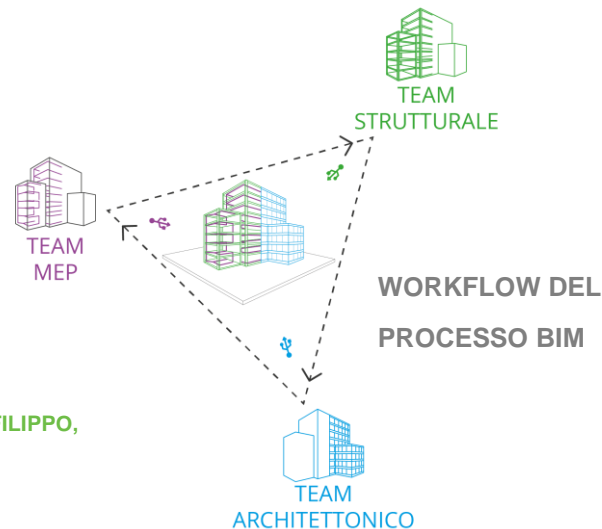 TEAM
STRUTTURALE
TEAM
MEP
WORKFLOW DEL
PROCESSO BIM
FILIPPO,
TEAM
ARCHITETTONICO